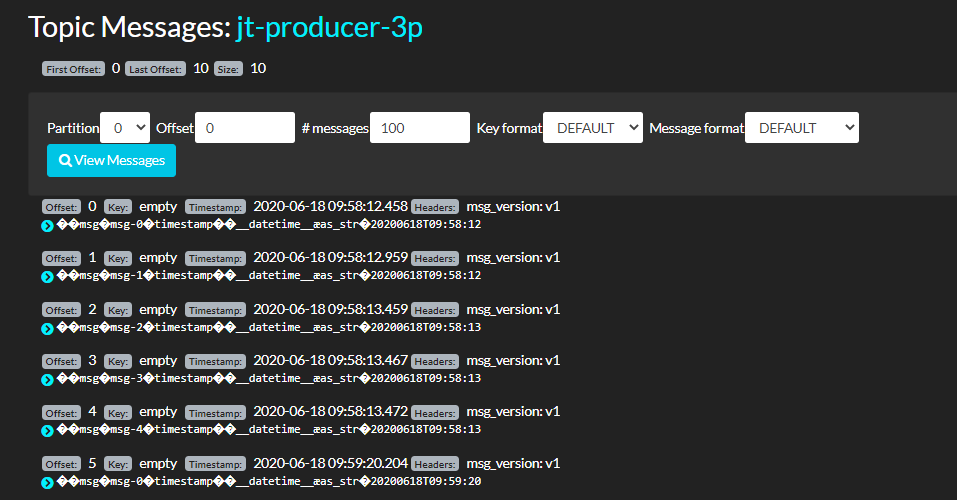 Topic Messages: jt-producer-3p
First Offset: 0 Last Offset: 10 Size: 10
Partition 0 Offset 0 # messages 100 Key format DEFAULT Message format DEFAULT
View Messages
Offset: 0 Key: empty Timestamp: 2020-06-18 09:58:12.458 Headers: msg_version: v1
��msg�msg-0�timestamp��__datetime__æas_str�20200618T09:58:12
Offset: 1 Key: empty Timestamp: 2020-06-18 09:58:12.959 Headers: msg_version: v1
��msg�msg-1�timestamp��__datetime__æas_str�20200618T09:58:12
Offset: 2 Key: empty Timestamp: 2020-06-18 09:58:13.459 Headers: msg_version: v1
��msg�msg-2�timestamp��__datetime__æas_str�20200618T09:58:13
Offset: 3 Key: empty Timestamp: 2020-06-18 09:58:13.467 Headers: msg_version: v1
��msg�msg-3�timestamp��__datetime__æas_str�20200618T09:58:13
Offset: 4 Key: empty Timestamp: 2020-06-18 09:58:13.472 Headers: msg_version: v1
��msg�msg-4�timestamp��__datetime__æas_str�20200618T09:58:13
Offset: 5 Key: empty Timestamp: 2020-06-18 09:59:20.204 Headers: msg_version: v1
��msg�msg-0�timestamp��__datetime__æas_str�20200618T09:59:20